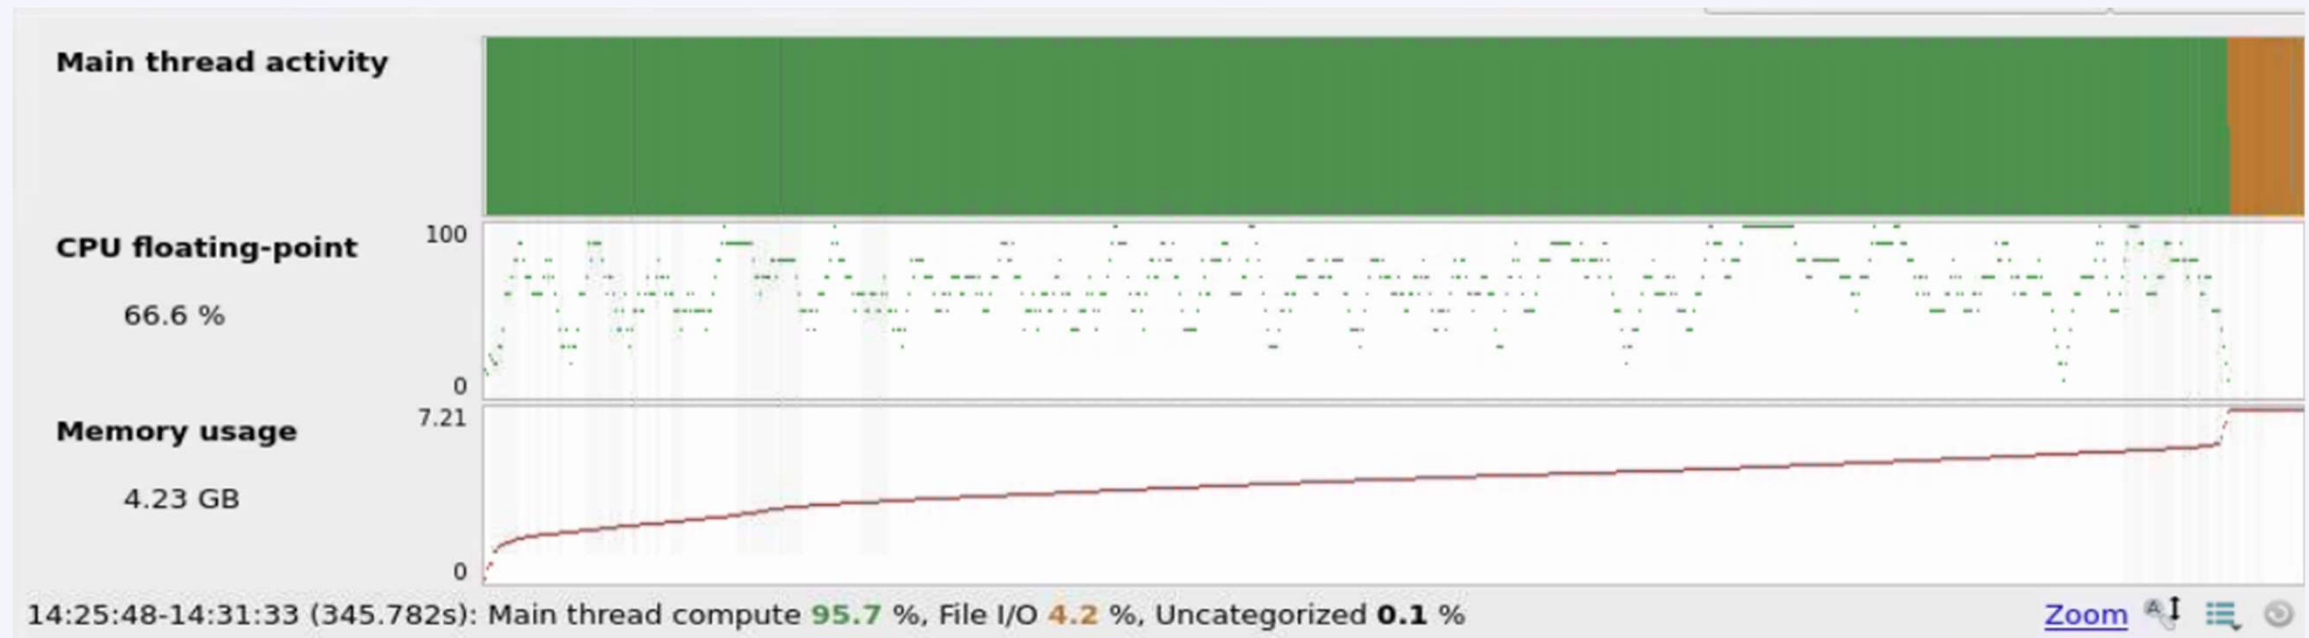 Main thread activity
CPU floating-point
100
66.6 %
0
Memory usage
7.21
4.23 GB
0
14:25:48-14:31:33 (345.782s): Main thread compute 95.7 %, File I/O 4.2 %, Uncategorized 0.1 %
Zoom